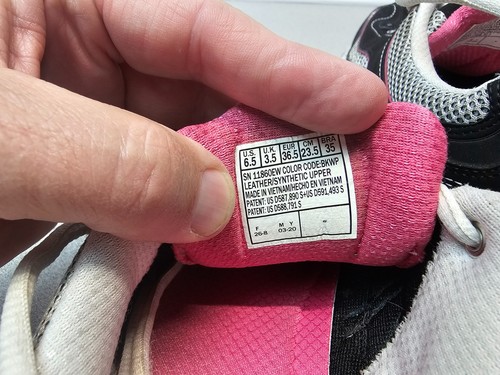 U.S. U.K. EUR CM BRA
6.5 3.5 36.5 23.5 35
SN 11860EW COLOR CODE:BKWP
LEATHER/SYNTHETIC UPPER
MADE IN VIETNAM/HECHO EN VIETNAM
PATENT: US D587,890 S+US D591,493 S
PATENT: US D588,791 S
F M Y
26-8 03-20